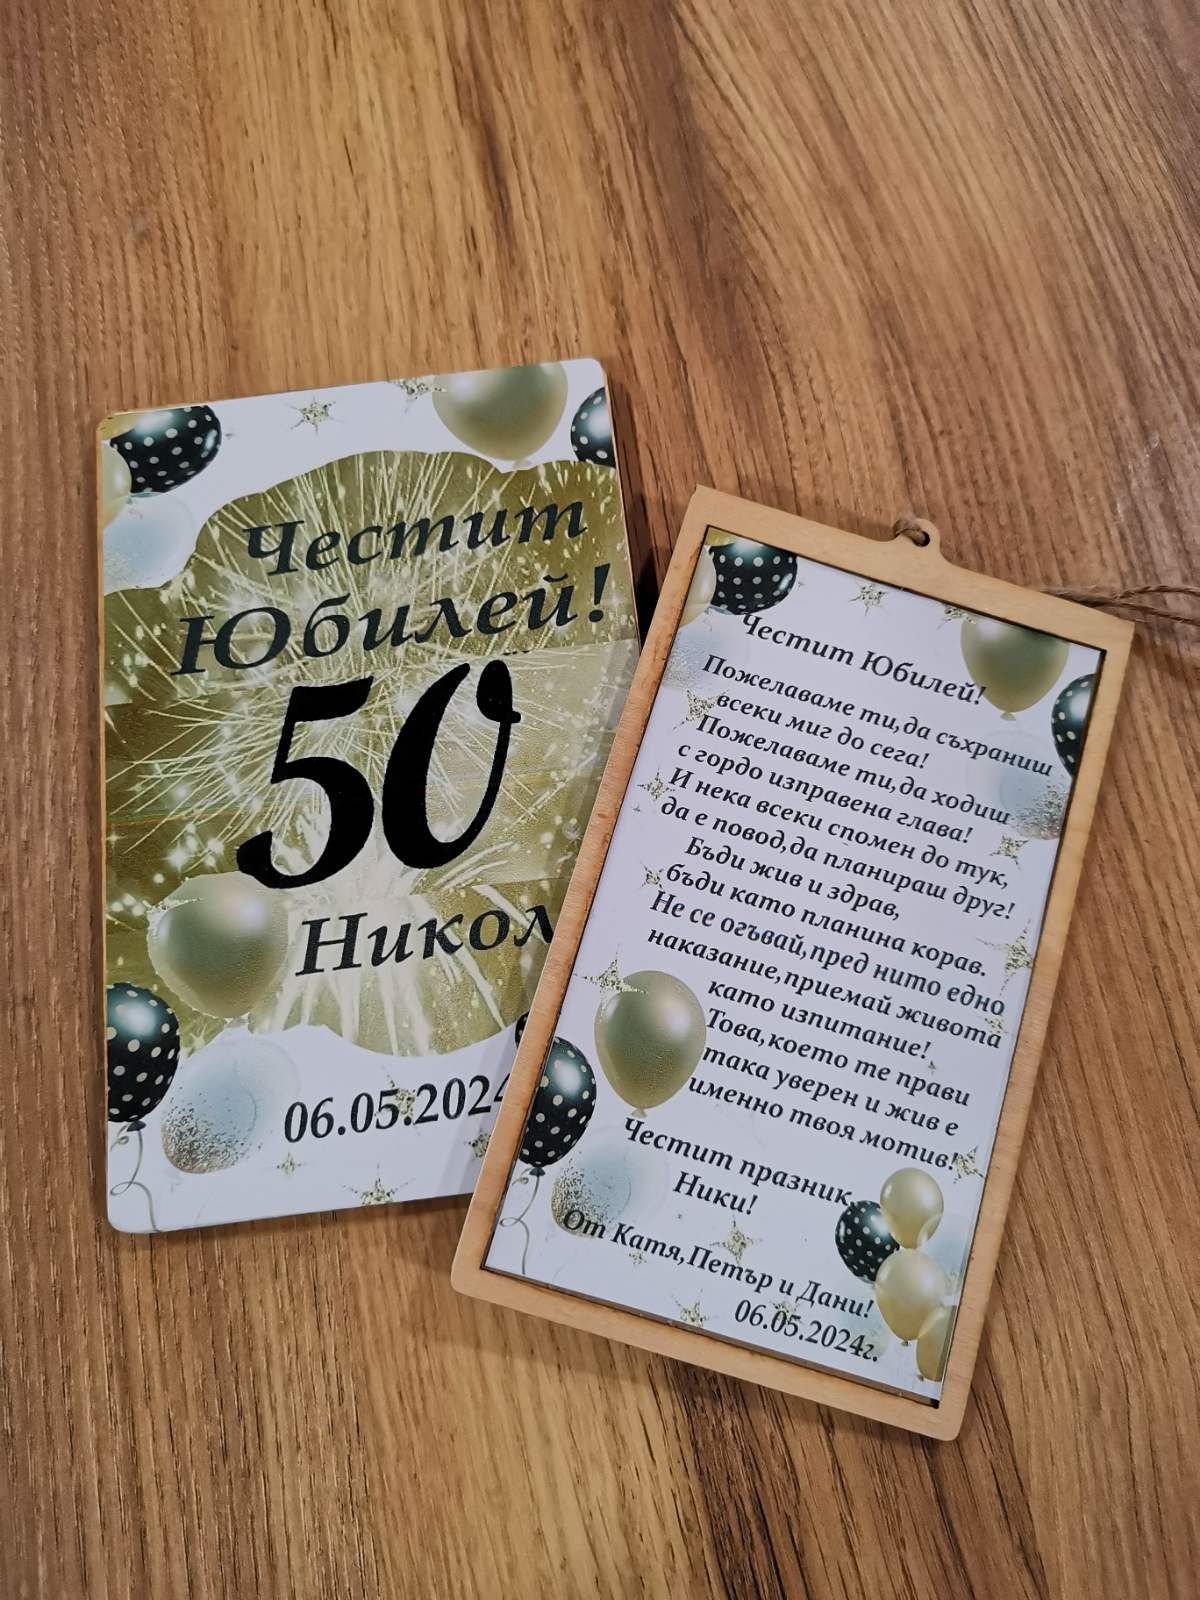 Честит
Юбилей!
50
Никол
06.05.2024
Честит Юбилей!
Пожелаваме ти,да съхраниш
всеки миг до сега!
Пожелаваме ти,да ходиш
с гордо изправена глава!
И нека всеки спомен до тук,
да е повод,да планираш друг!
Бъди жив и здрав,
бъди като планина корав.
Не се огъвай,пред нито едно
наказание,приемай живота
като изпитание!
Това,което те прави
така уверен и жив е
именно твоя мотив!
Честит празник,
Ники!
От Катя,Петър и Дани!
06.05.2024г.